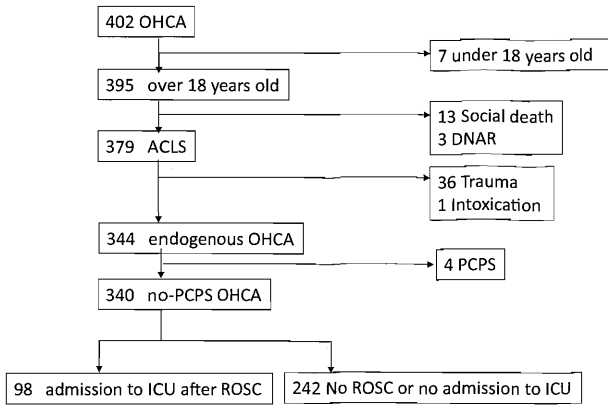 402 OHCA
7 under 18 years old
395 over 18 years old
13 Social death
3 DNAR
379 ACLS
36 Trauma
1 Intoxication
344 endogenous OHCA
4 PCPS
340 no-PCPS OHCA
98 admission to ICU after ROSC
242 No ROSC or no admission to ICU